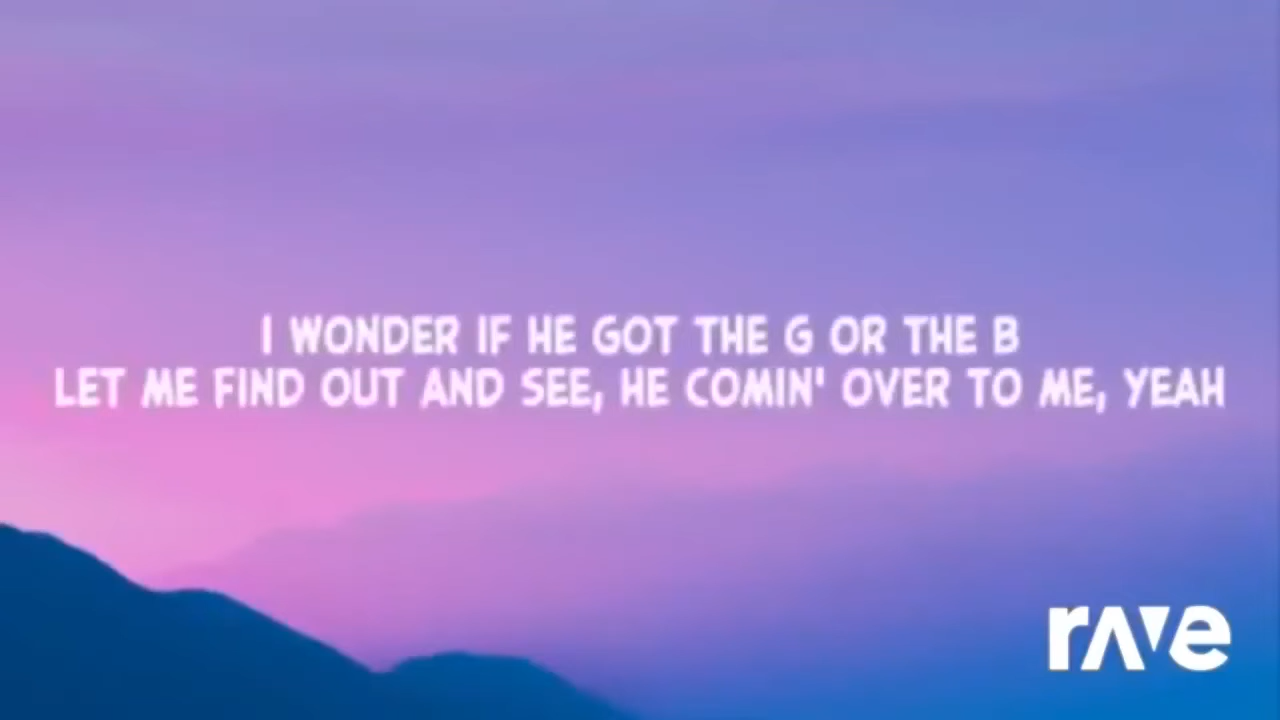 I WONDER IF HE GOT THE G OR THE B
LET ME FIND OUT AND SEE, HE COMIN' OVER TO ME, YEAH
rave